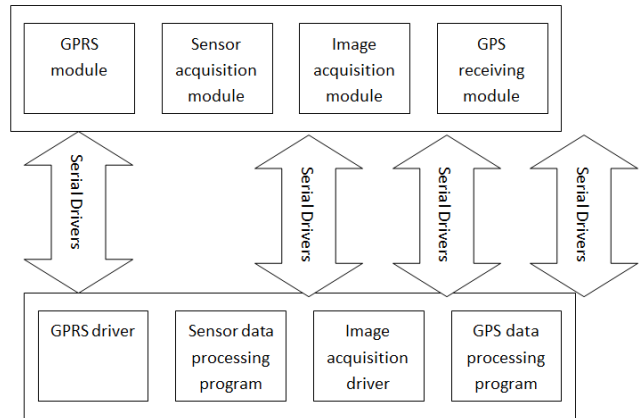 GPRS
module
Sensor
acquisition
module
Image
acquisition
module
GPS
receiving
module
Serial Drivers
Serial Drivers
Serial Drivers
Serial Drivers
GPRS driver
Sensor data
processing
program
Image
acquisition
driver
GPS data
processing
program